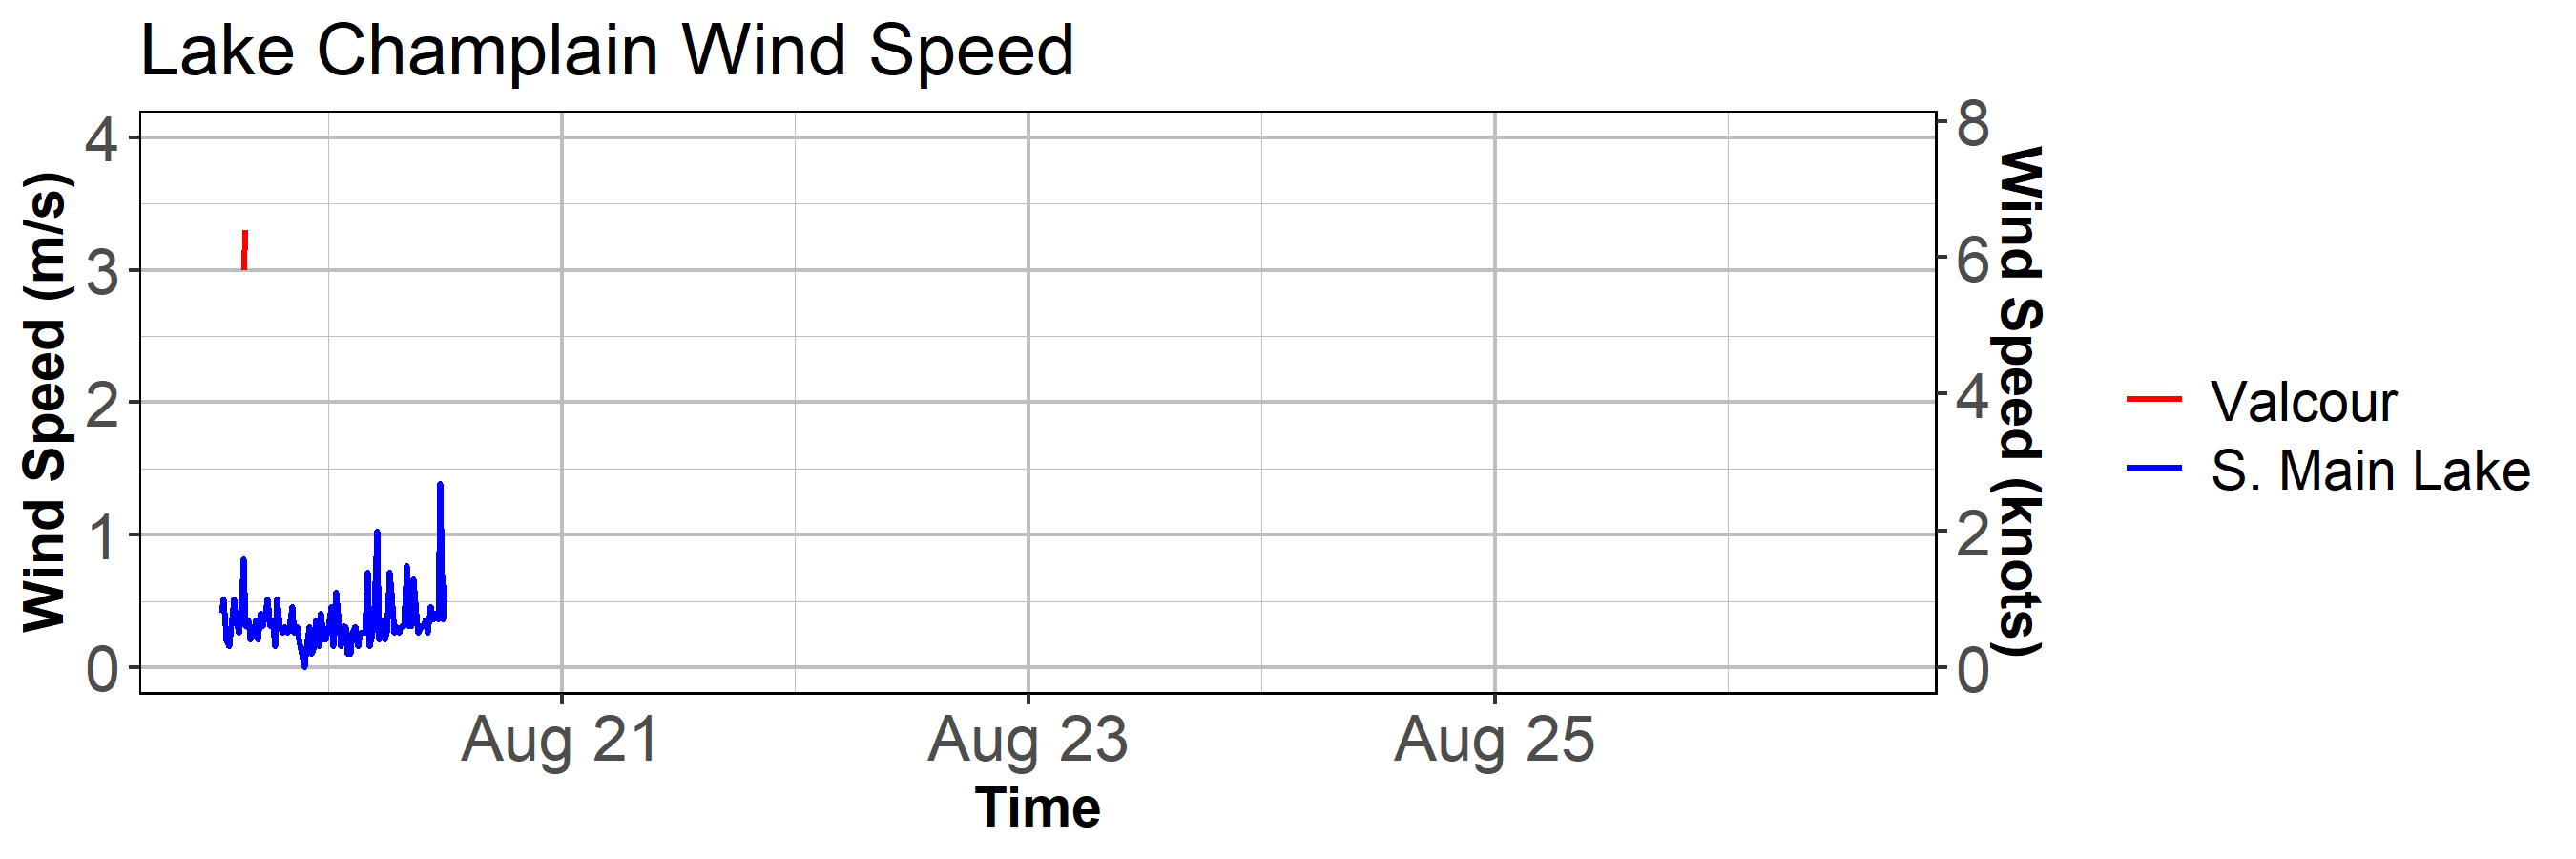 Lake Champlain Wind Speed
Wind Speed (m/s)
4
3
2
1
0
8
6
4
2
0
Wind Speed (knots)
Aug 21
Aug 23
Aug 25
Time
Valcour
S. Main Lake